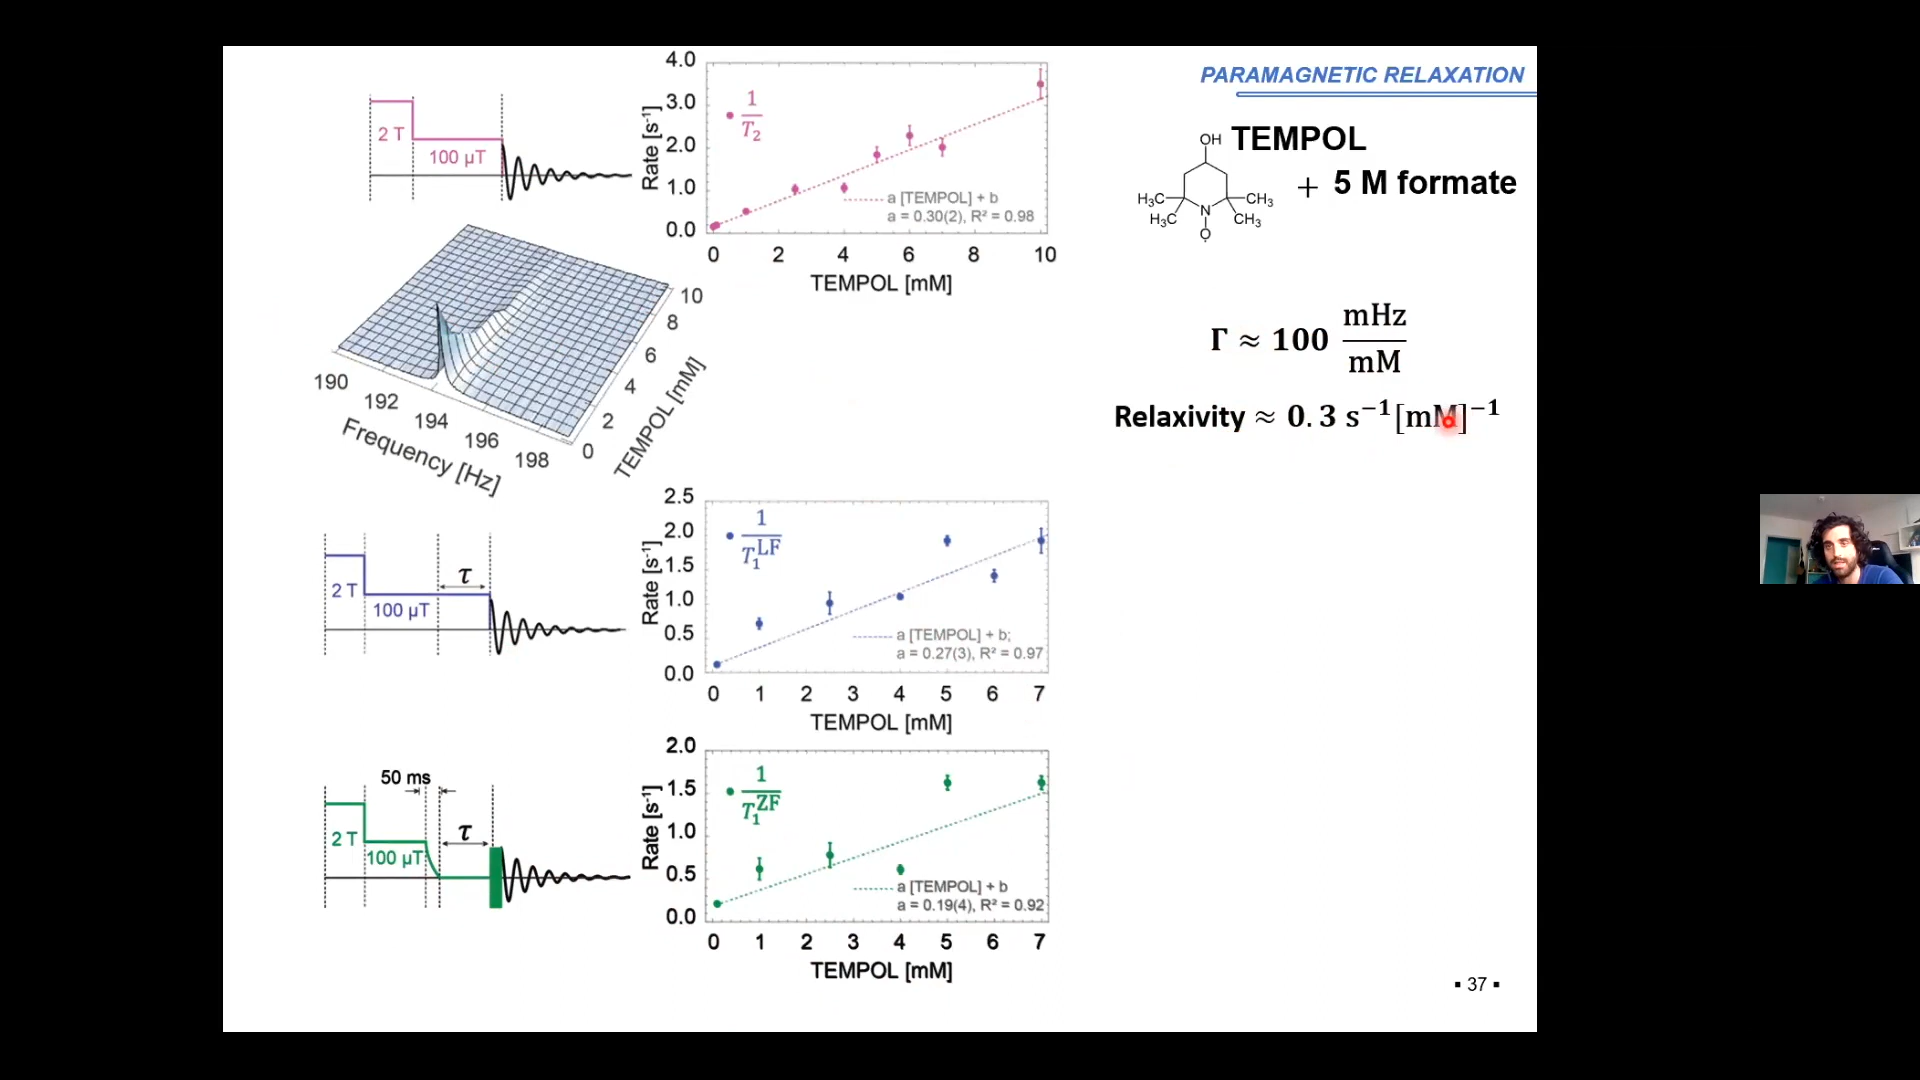 PARAMAGNETIC RELAXATION
2 T
100 µT
4.0
3.0
2.0
1.0
0.0
Rate [s⁻¹]
1
T₂
a [TEMPOL] + b
a = 0.30(2), R² = 0.98
0 2 4 6 8 10
TEMPOL [mM]
OH
TEMPOL
H₃C
CH₃
H₃C
N
CH₃
O
+ 5 M formate
190 192 194 196 198
Frequency [Hz]
0 2 4 6 8 10
TEMPOL [mM]
Γ ≈ 100 mHz
mM
Relaxivity ≈ 0.3 s⁻¹[mM]⁻¹
2 T
100 µT
τ
2.5
2.0
1.5
1.0
0.5
0.0
Rate [s⁻¹]
1
T₁ᴸᶠ
a [TEMPOL] + b;
a = 0.27(3), R² = 0.97
0 1 2 3 4 5 6 7
TEMPOL [mM]
50 ms
2 T
100 µT
τ
2.0
1.5
1.0
0.5
0.0
Rate [s⁻¹]
1
T₁ᶻᶠ
a [TEMPOL] + b
a = 0.19(4), R² = 0.92
0 1 2 3 4 5 6 7
TEMPOL [mM]
▪ 37 ▪